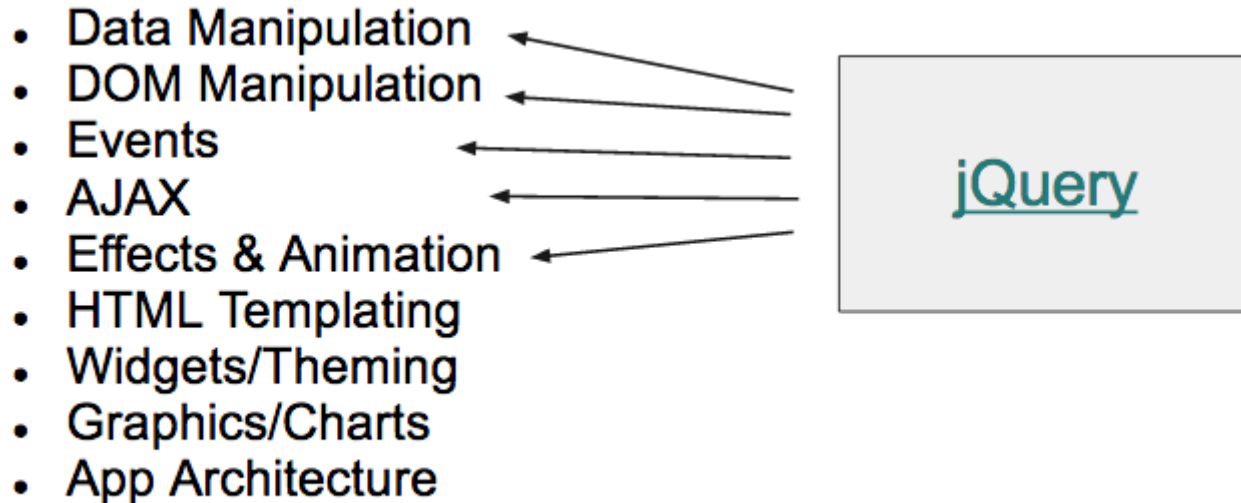 • Data Manipulation
• DOM Manipulation
• Events
• AJAX
• Effects & Animation
• HTML Templating
• Widgets/Theming
• Graphics/Charts
• App Architecture
jQuery